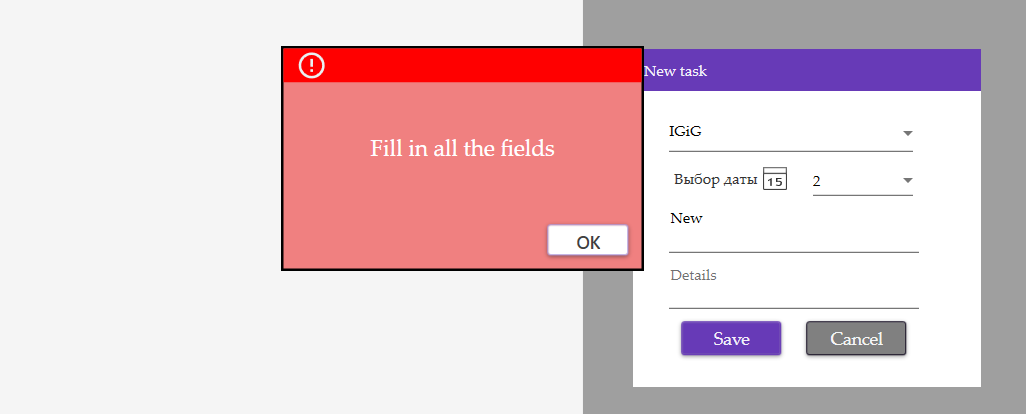 Fill in all the fields
OK
New task
IGiG
Выбор даты 15 2
New
Details
Save Cancel